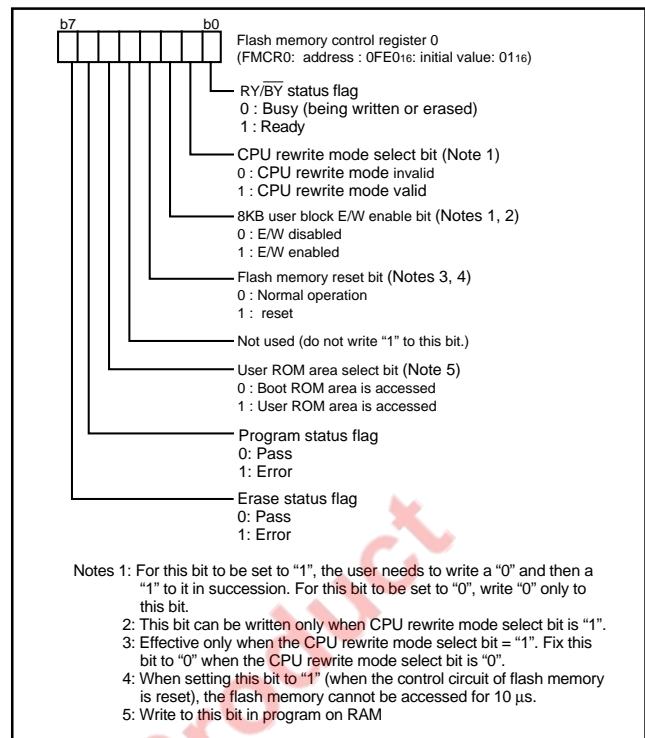 b7 b0
Flash memory control register 0
(FMCR0: address : 0FE016: initial value: 0116)
RY/BY status flag
0 : Busy (being written or erased)
1 : Ready
CPU rewrite mode select bit (Note 1)
0 : CPU rewrite mode invalid
1 : CPU rewrite mode valid
8KB user block E/W enable bit (Notes 1, 2)
0 : E/W disabled
1 : E/W enabled
Flash memory reset bit (Notes 3, 4)
0 : Normal operation
1 : reset
Not used (do not write “1” to this bit.)
User ROM area select bit (Note 5)
0 : Boot ROM area is accessed
1 : User ROM area is accessed
Program status flag
0: Pass
1: Error
Erase status flag
0: Pass
1: Error
Notes 1: For this bit to be set to “1”, the user needs to write a “0” and then a
“1” to it in succession. For this bit to be set to “0”, write “0” only to
this bit.
2: This bit can be written only when CPU rewrite mode select bit is “1”.
3: Effective only when the CPU rewrite mode select bit = “1”. Fix this
bit to “0” when the CPU rewrite mode select bit is “0”.
4: When setting this bit to “1” (when the control circuit of flash memory
is reset), the flash memory cannot be accessed for 10 μs.
5: Write to this bit in program on RAM
Product